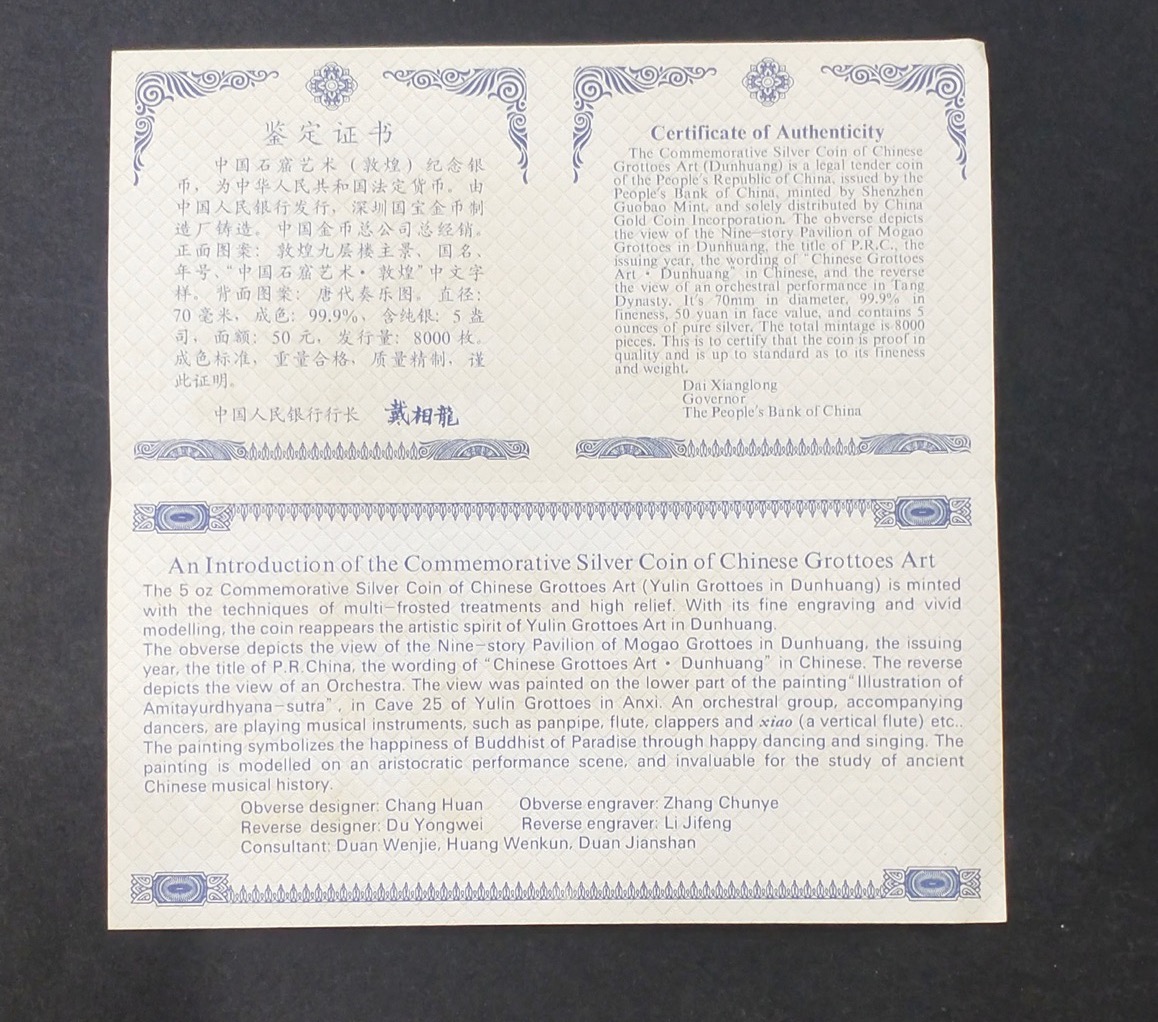 鉴定证书
中国石窟艺术(敦煌)纪念银
币,为中华人民共和国法定货币。由
中国人民银行发行,深圳国宝金币制
造厂铸造。中国金币总公司总经销。
正面图案:敦煌九层楼主景、国名、
年号、“中国石窟艺术·敦煌”中文字
样。背面图案:唐代奏乐图。直径:
70毫米,成色:99.9%,含纯银:5盎
司,面额:50元,发行量:8000枚。
成色标准,重量合格,质量精制,谨
此证明。
中国人民银行行长 戴相龍
Certificate of Authenticity
The Commemorative Silver Coin of Chinese
Grottoes Art (Dunhuang) is a legal tender coin
of the People's Republic of China, issued by the
People's Bank of China, minted by Shenzhen
Guobao Mint, and solely distributed by China
Gold Coin Incorporation. The obverse depicts
the view of the Nine-story Pavilion of Mogao
Grottoes in Dunhuang, the title of P.R.C., the
issuing year, the wording of “Chinese Grottoes
Art · Dunhuang” in Chinese, and the reverse
the view of an orchestral performance in Tang
Dynasty. It's 70mm in diameter, 99.9% in
fineness, 50 yuan in face value, and contains 5
ounces of pure silver. The total mintage is 8000
pieces. This is to certify that the coin is proof in
quality and is up to standard as to its fineness
and weight.
Dai Xianglong
Governor
The People's Bank of China
An Introduction of the Commemorative Silver Coin of Chinese Grottoes Art
The 5 oz Commemorative Silver Coin of Chinese Grottoes Art (Yulin Grottoes in Dunhuang) is minted
with the techniques of multi-frosted treatments and high relief. With its fine engraving and vivid
modelling, the coin reappears the artistic spirit of Yulin Grottoes Art in Dunhuang.
The obverse depicts the view of the Nine-story Pavilion of Mogao Grottoes in Dunhuang, the issuing
year, the title of P.R.China, the wording of “Chinese Grottoes Art · Dunhuang” in Chinese. The reverse
depicts the view of an Orchestra. The view was painted on the lower part of the painting“Illustration of
Amitayurdhyana-sutra”, in Cave 25 of Yulin Grottoes in Anxi. An orchestral group, accompanying
dancers, are playing musical instruments, such as panpipe, flute, clappers and xiao (a vertical flute) etc..
The painting symbolizes the happiness of Buddhist of Paradise through happy dancing and singing. The
painting is modelled on an aristocratic performance scene, and invaluable for the study of ancient
Chinese musical history.
Obverse designer: Chang Huan Obverse engraver: Zhang Chunye
Reverse designer: Du Yongwei Reverse engraver: Li Jifeng
Consultant: Duan Wenjie, Huang Wenkun, Duan Jianshan